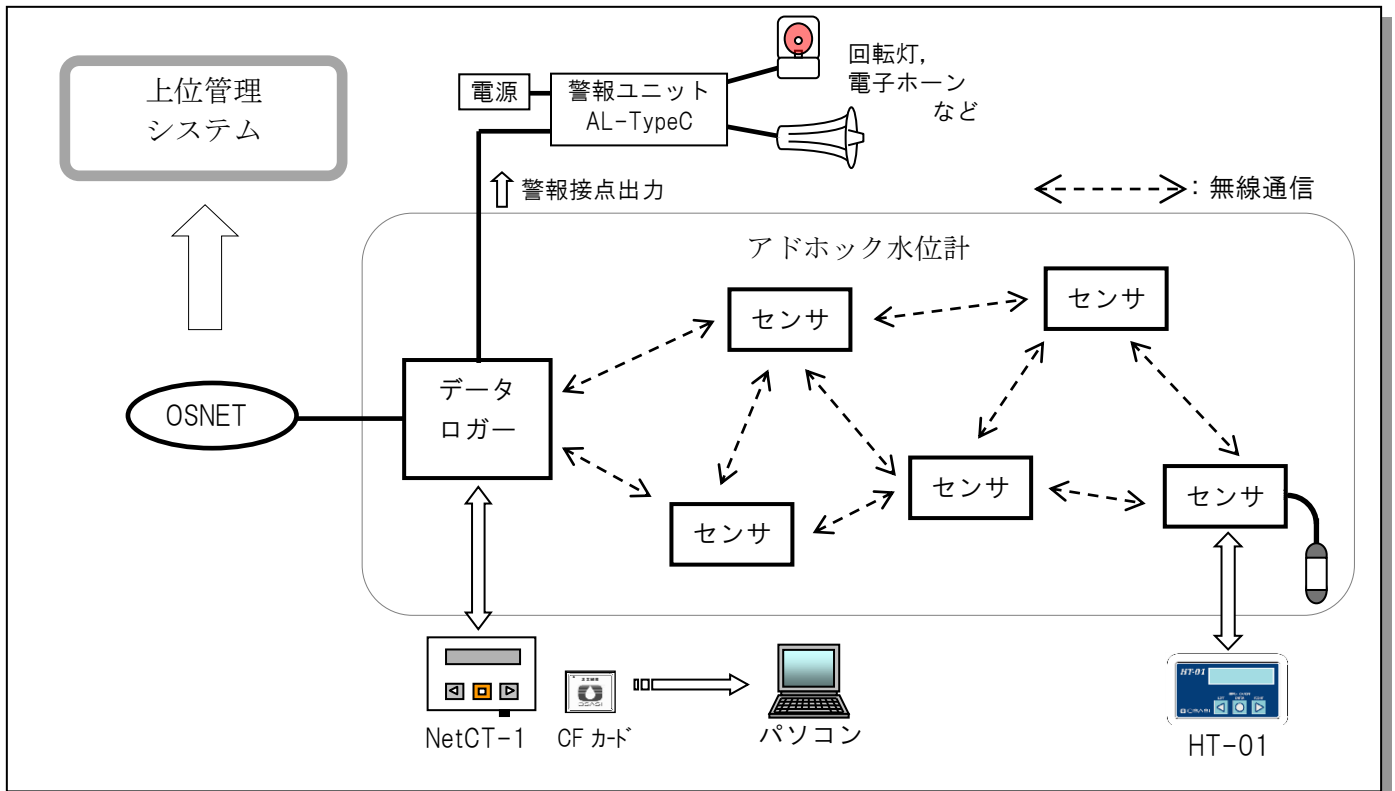 上位管理
システム
電源
警報ユニット
AL-TypeC
回転灯,
電子ホーン
など
警報接点出力
：無線通信
アドホック水位計
センサ
センサ
データ
ロガー
OSNET
センサ
センサ
センサ
NetCT-1
CFカード
パソコン
HT-01
OSASI
HT-01